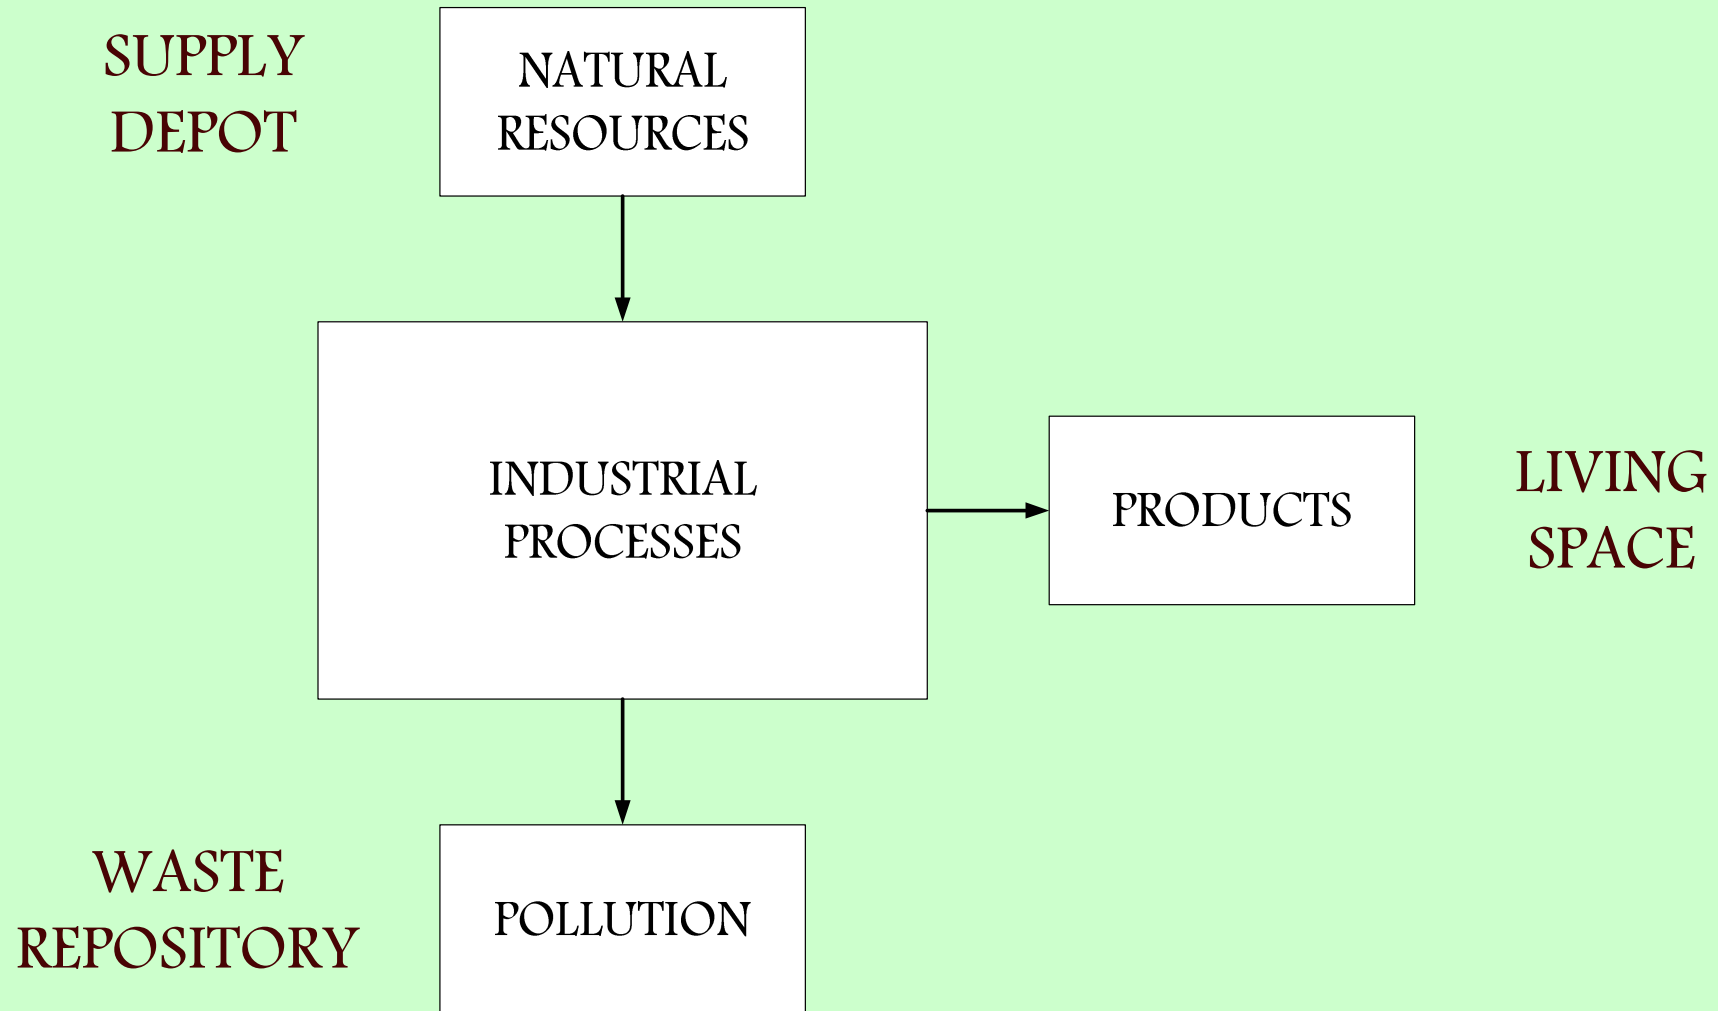 SUPPLY
DEPOT
NATURAL
RESOURCES
INDUSTRIAL
PROCESSES
PRODUCTS
LIVING
SPACE
WASTE
REPOSITORY
POLLUTION